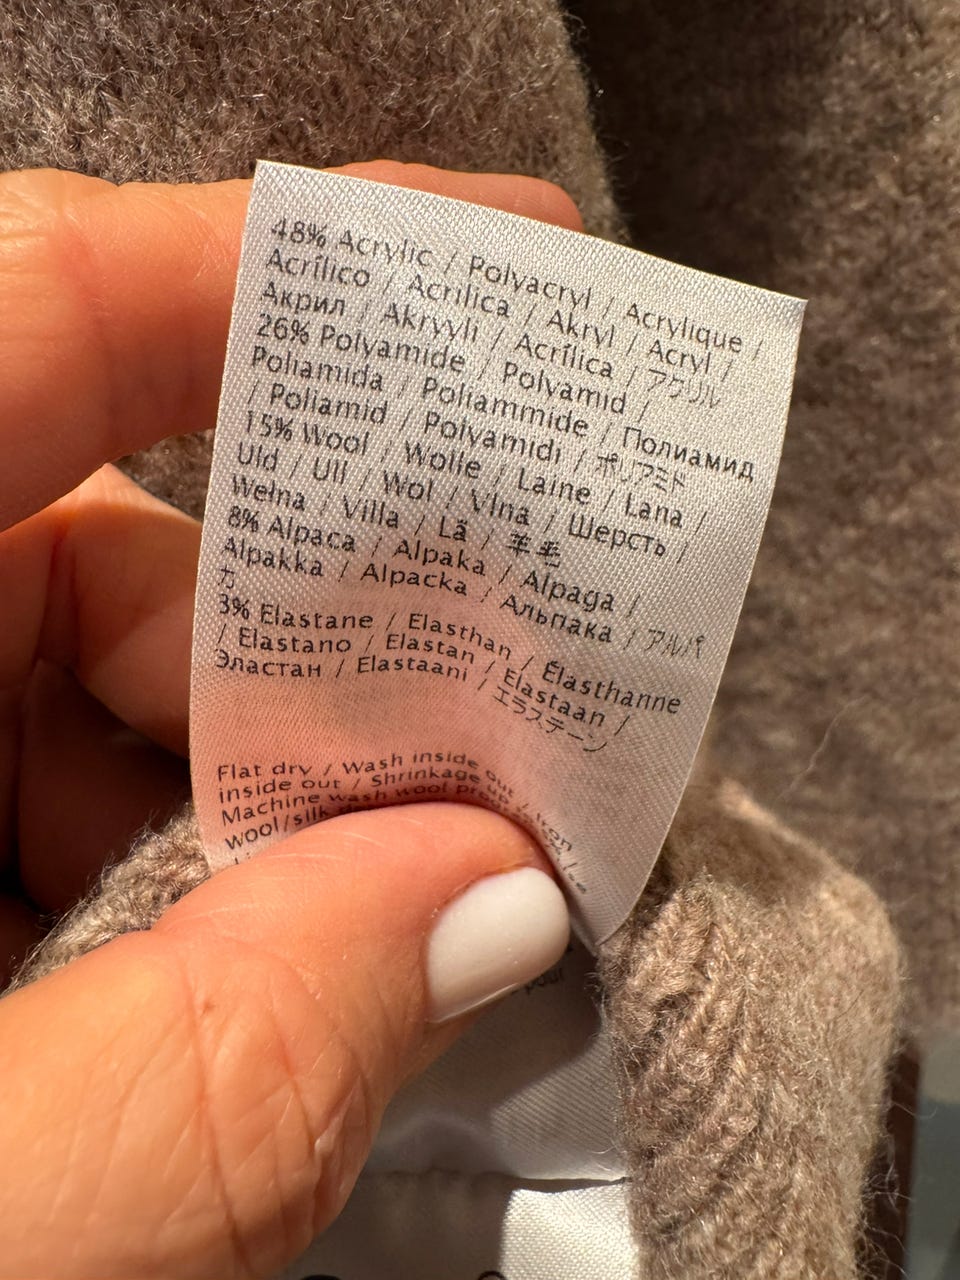 48% Acrylic / Polyacryl / Acrylique /
Acrílico / Acrilica / Akryl / Acryl /
Акрил / Akryyli / Acrílica / アクリル
26% Polyamide / Polyamid /
Poliamida / Poliammide / Полиамид
/ Poliamid / Polyamidi / ポリアミド
15% Wool / Wolle / Laine / Lana /
Uld / Ull / Wol / Vlna / Шерсть /
Wełna / Villa / Lã / 羊毛
8% Alpaca / Alpaka / Alpaga /
Alpakka / Alpacka / Альпака / アルパ
カ
3% Elastane / Elasthan / Élasthanne
/ Elastano / Elastan / Elastaan /
Эластан / Elastaani / エラステーン
Flat dry / Wash inside out / Iron
inside out / Shrinkage
Machine wash wool
wool/silk
pour